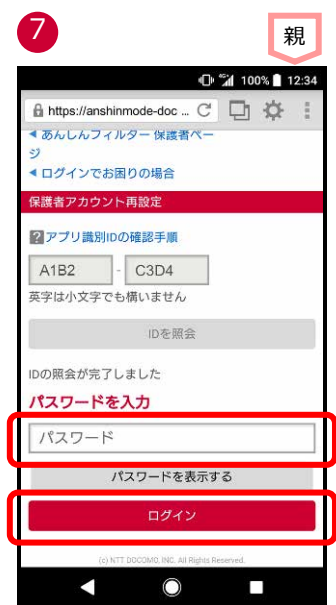 7
親
4G 100% 12:34
https://anshinmode-doc ...
◀ あんしんフィルター 保護者ペー
ジ
◀ ログインでお困りの場合
保護者アカウント再設定
? アプリ識別IDの確認手順
A1B2 - C3D4
英字は小文字でも構いません
IDを照会
IDの照会が完了しました
パスワードを入力
パスワード
パスワードを表示する
ログイン
(c) NTT DOCOMO, INC. All Rights Reserved.